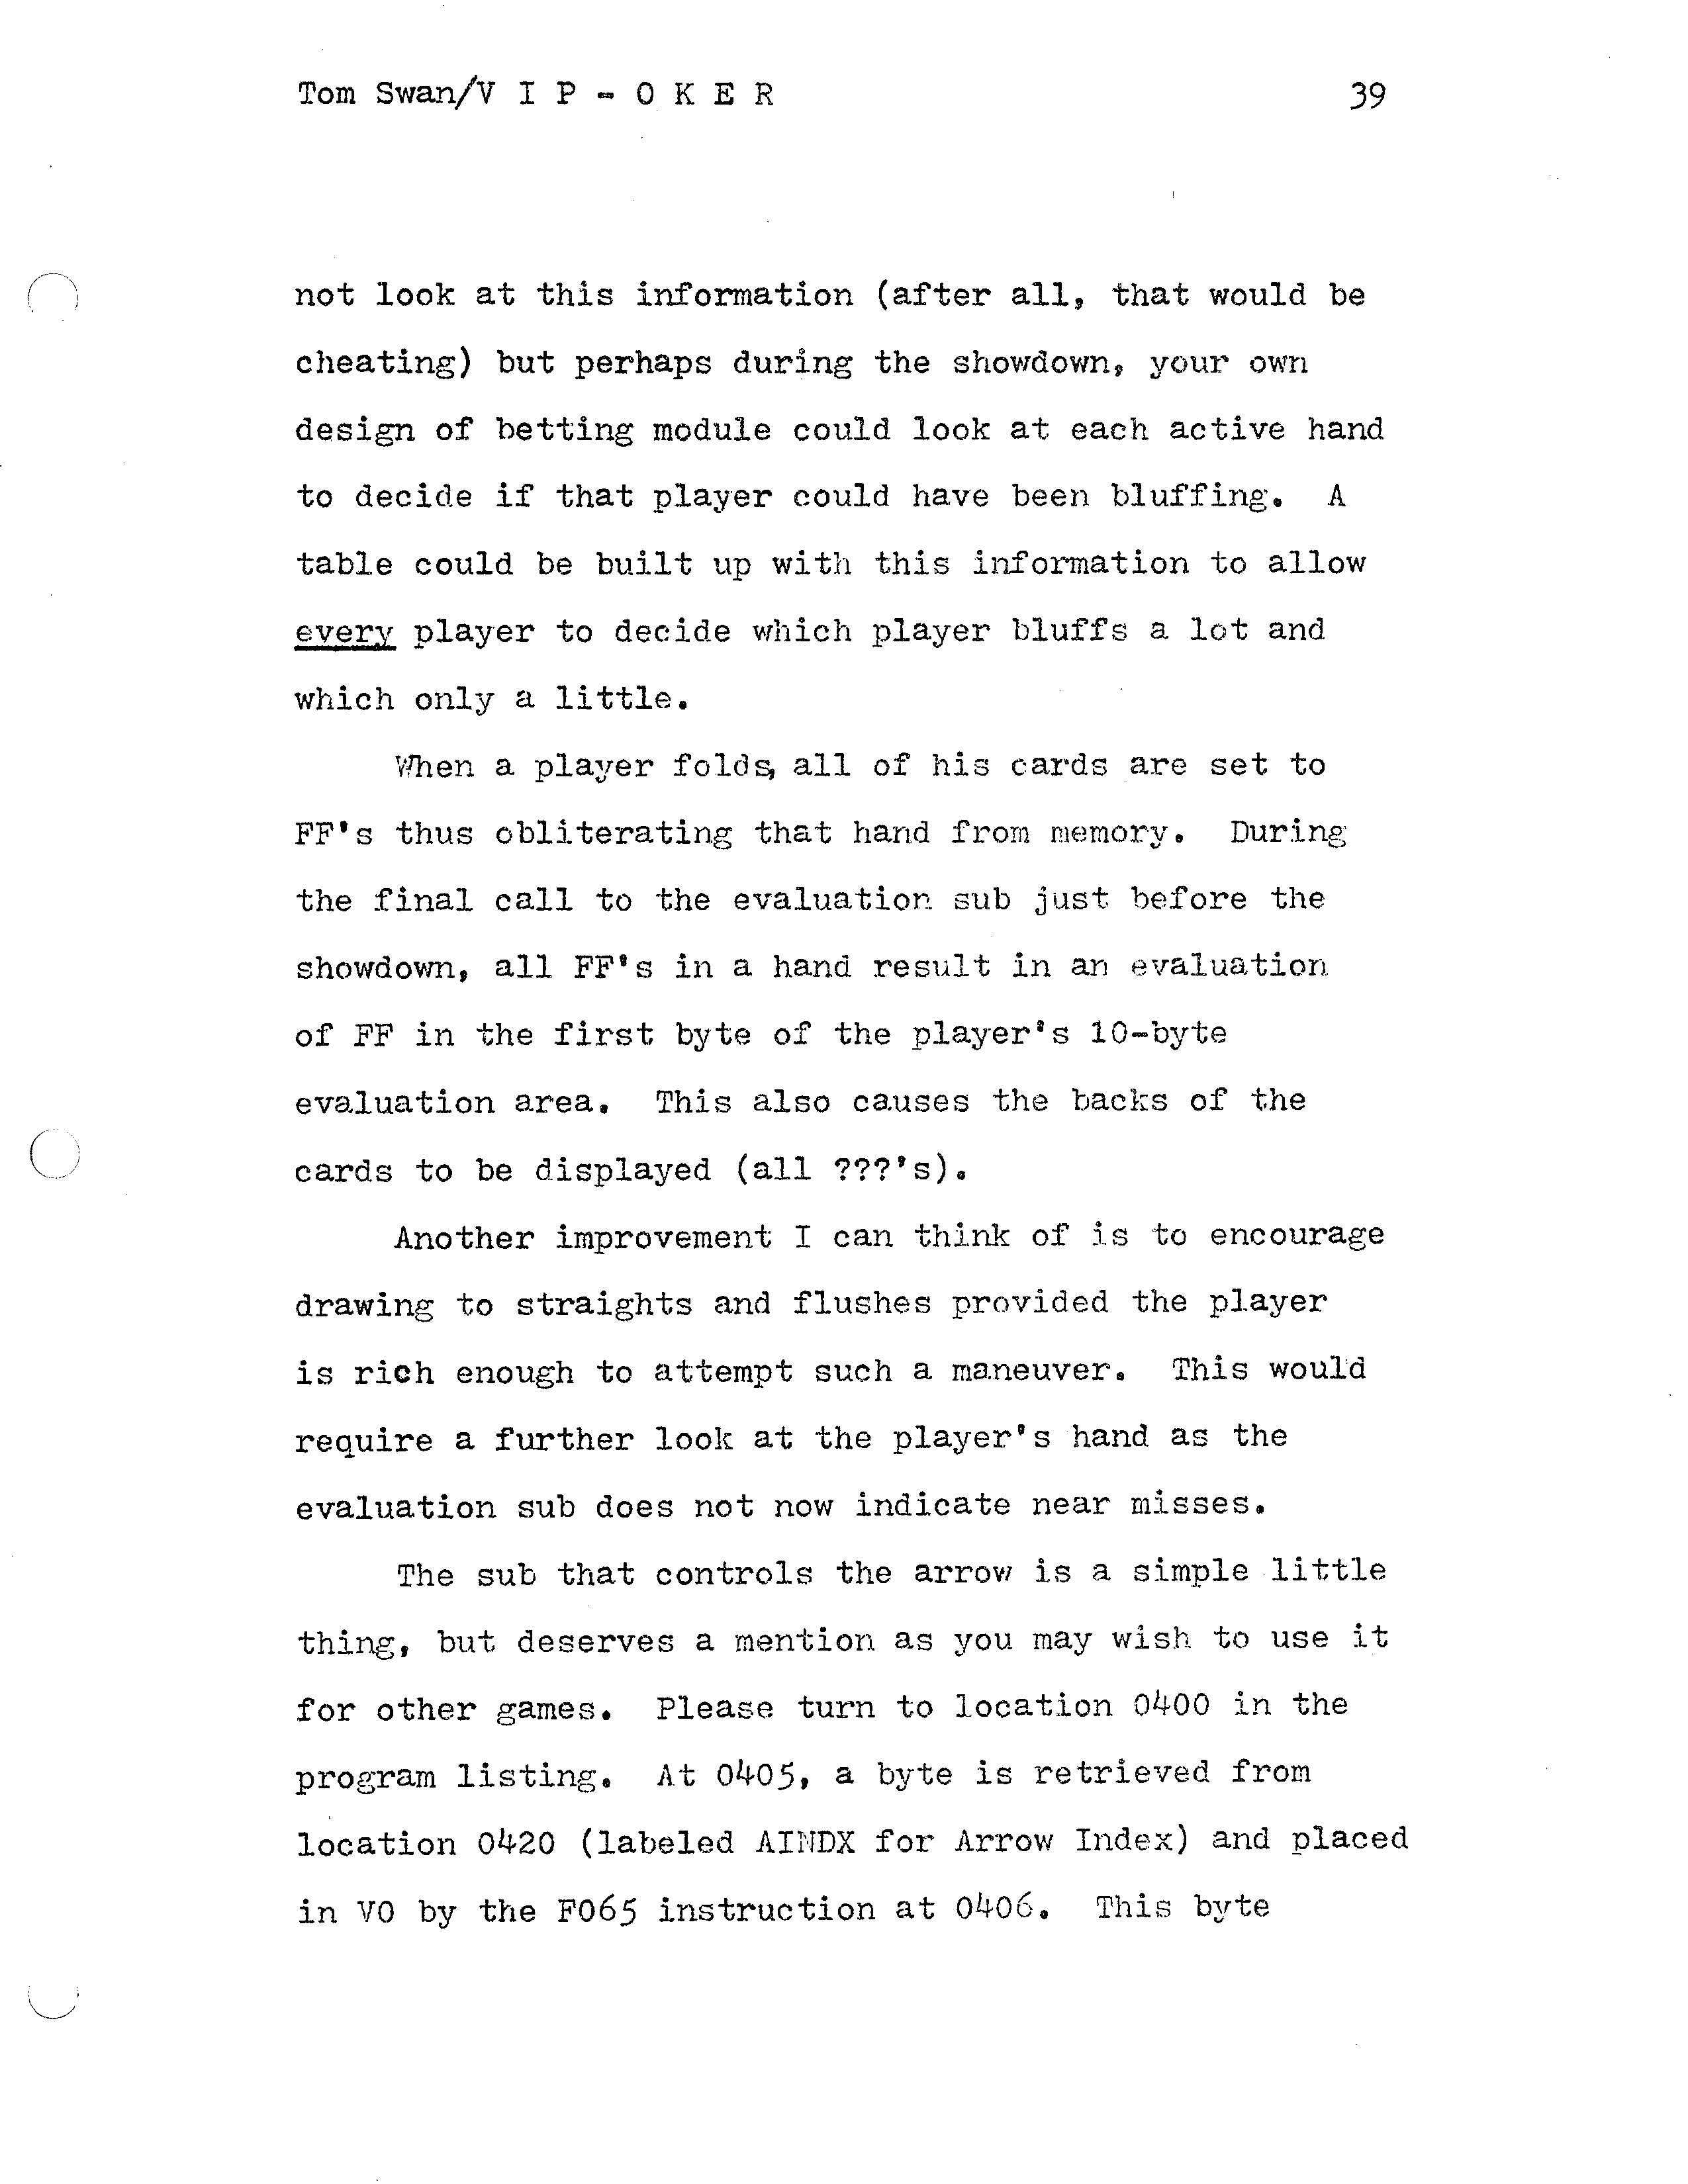 Tom Swan/V I P - O K E R 39
not look at this information (after all, that would be
cheating) but perhaps during the showdown, your own
design of betting module could look at each active hand
to decide if that player could have been bluffing. A
table could be built up with this information to allow
every player to decide which player bluffs a lot and
which only a little.
When a player folds, all of his cards are set to
FF's thus obliterating that hand from memory. During
the final call to the evaluation sub just before the
showdown, all FF's in a hand result in an evaluation
of FF in the first byte of the player's 10-byte
evaluation area. This also causes the backs of the
cards to be displayed (all ???'s).
Another improvement I can think of is to encourage
drawing to straights and flushes provided the player
is rich enough to attempt such a maneuver. This would
require a further look at the player's hand as the
evaluation sub does not now indicate near misses.
The sub that controls the arrow is a simple little
thing, but deserves a mention as you may wish to use it
for other games. Please turn to location 0400 in the
program listing. At 0405, a byte is retrieved from
location 0420 (labeled AINDX for Arrow Index) and placed
in V0 by the F065 instruction at 0406. This byte